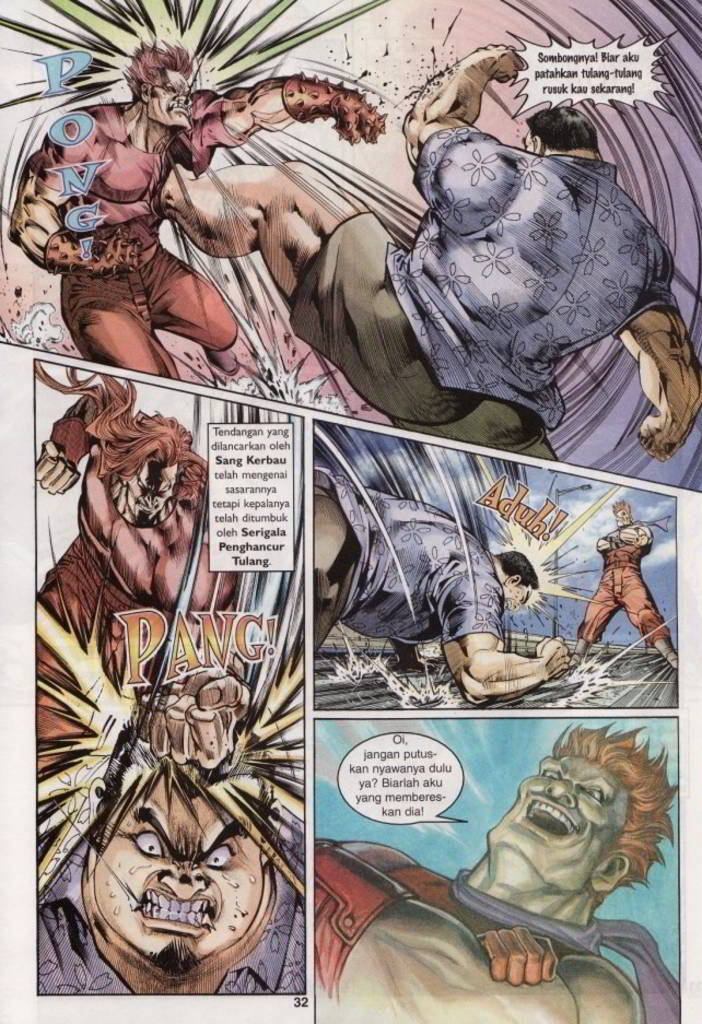 PONG!
Sombongnya! Biar aku
patahkan tulang-tulang
rusuk kau sekarang!
Tendangan yang
dilancarkan oleh
Sang Kerbau
telah mengenai
sasarannya
tetapi kepalanya
telah ditumbuk
oleh Serigala
Penghancur
Tulang.
PANG!
Aduh!
Oi,
jangan putus-
kan nyawanya dulu
ya? Biarlah aku
yang memberes-
kan dia!
32